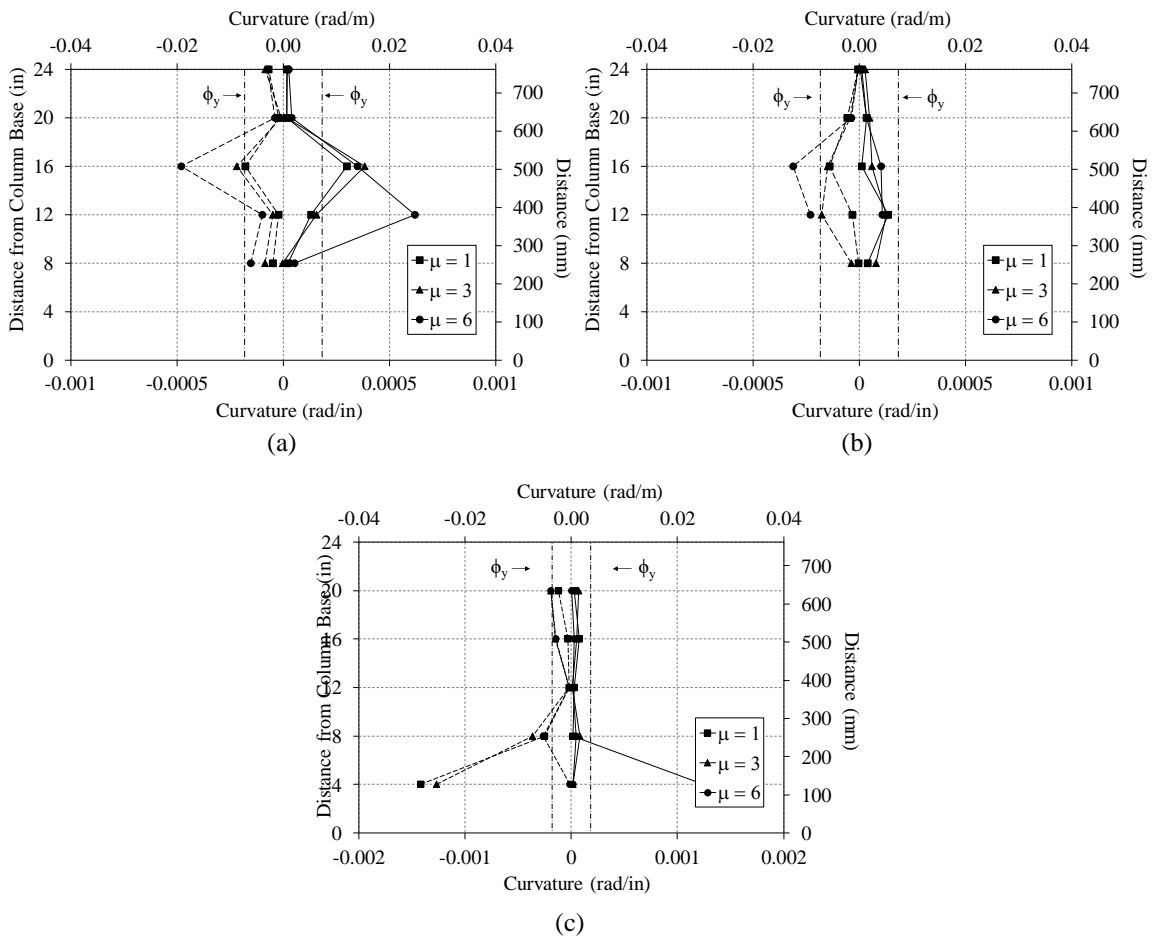 Curvature (rad/m)
-0.04 -0.02 0.00 0.02 0.04
Distance from Column Base (in)
24
20
16
12
8
4
0
ϕy → ← ϕy
700
600
500
400
300
200
100
0
Distance (mm)
μ = 1
μ = 3
μ = 6
-0.001 -0.0005 0 0.0005 0.001
Curvature (rad/in)
(a)
Curvature (rad/m)
-0.04 -0.02 0.00 0.02 0.04
Distance from Column Base (in)
24
20
16
12
8
4
0
ϕy → ← ϕy
700
600
500
400
300
200
100
0
Distance (mm)
μ = 1
μ = 3
μ = 6
-0.001 -0.0005 0 0.0005 0.001
Curvature (rad/in)
(b)
Curvature (rad/m)
-0.04 -0.02 0.00 0.02 0.04
Distance from Column Base (in)
24
20
16
12
8
4
0
ϕy → ← ϕy
700
600
500
400
300
200
100
0
Distance (mm)
μ = 1
μ = 3
μ = 6
-0.002 -0.001 0 0.001 0.002
Curvature (rad/in)
(c)